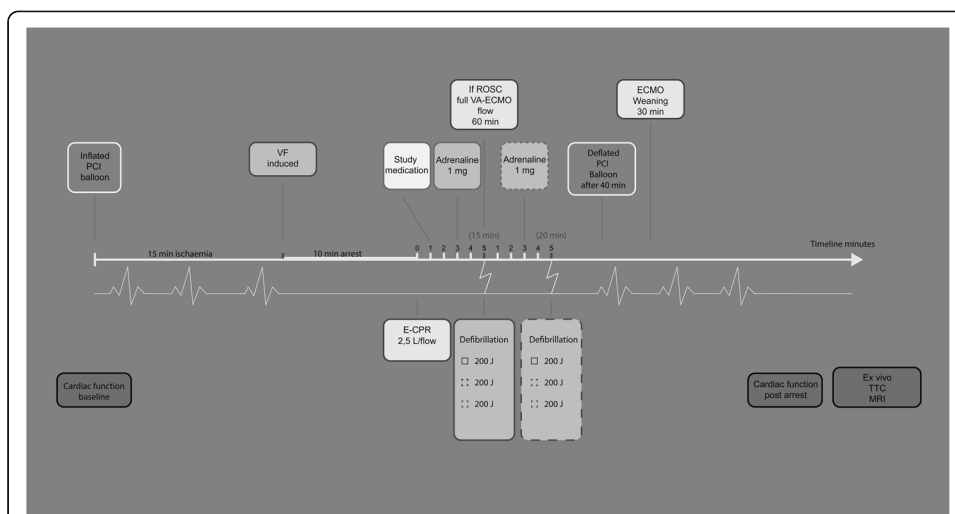 If ROSC
full VA-ECMO
flow
60 min
ECMO
Weaning
30 min
Inflated
PCI
balloon
VF
induced
Study
medication
Adrenaline
1 mg
Adrenaline
1 mg
Deflated
PCI
Balloon
after 40 min
(15 min)
(20 min)
Timeline minutes
0 1 2 3 4 5 1 2 3 4 5
15 min ischaemia
10 min arrest
E-CPR
2,5 L/flow
Defibrillation
200 J
200 J
200 J
Defibrillation
200 J
200 J
200 J
Cardiac function
baseline
Cardiac function
post arrest
Ex vivo
TTC
MRI